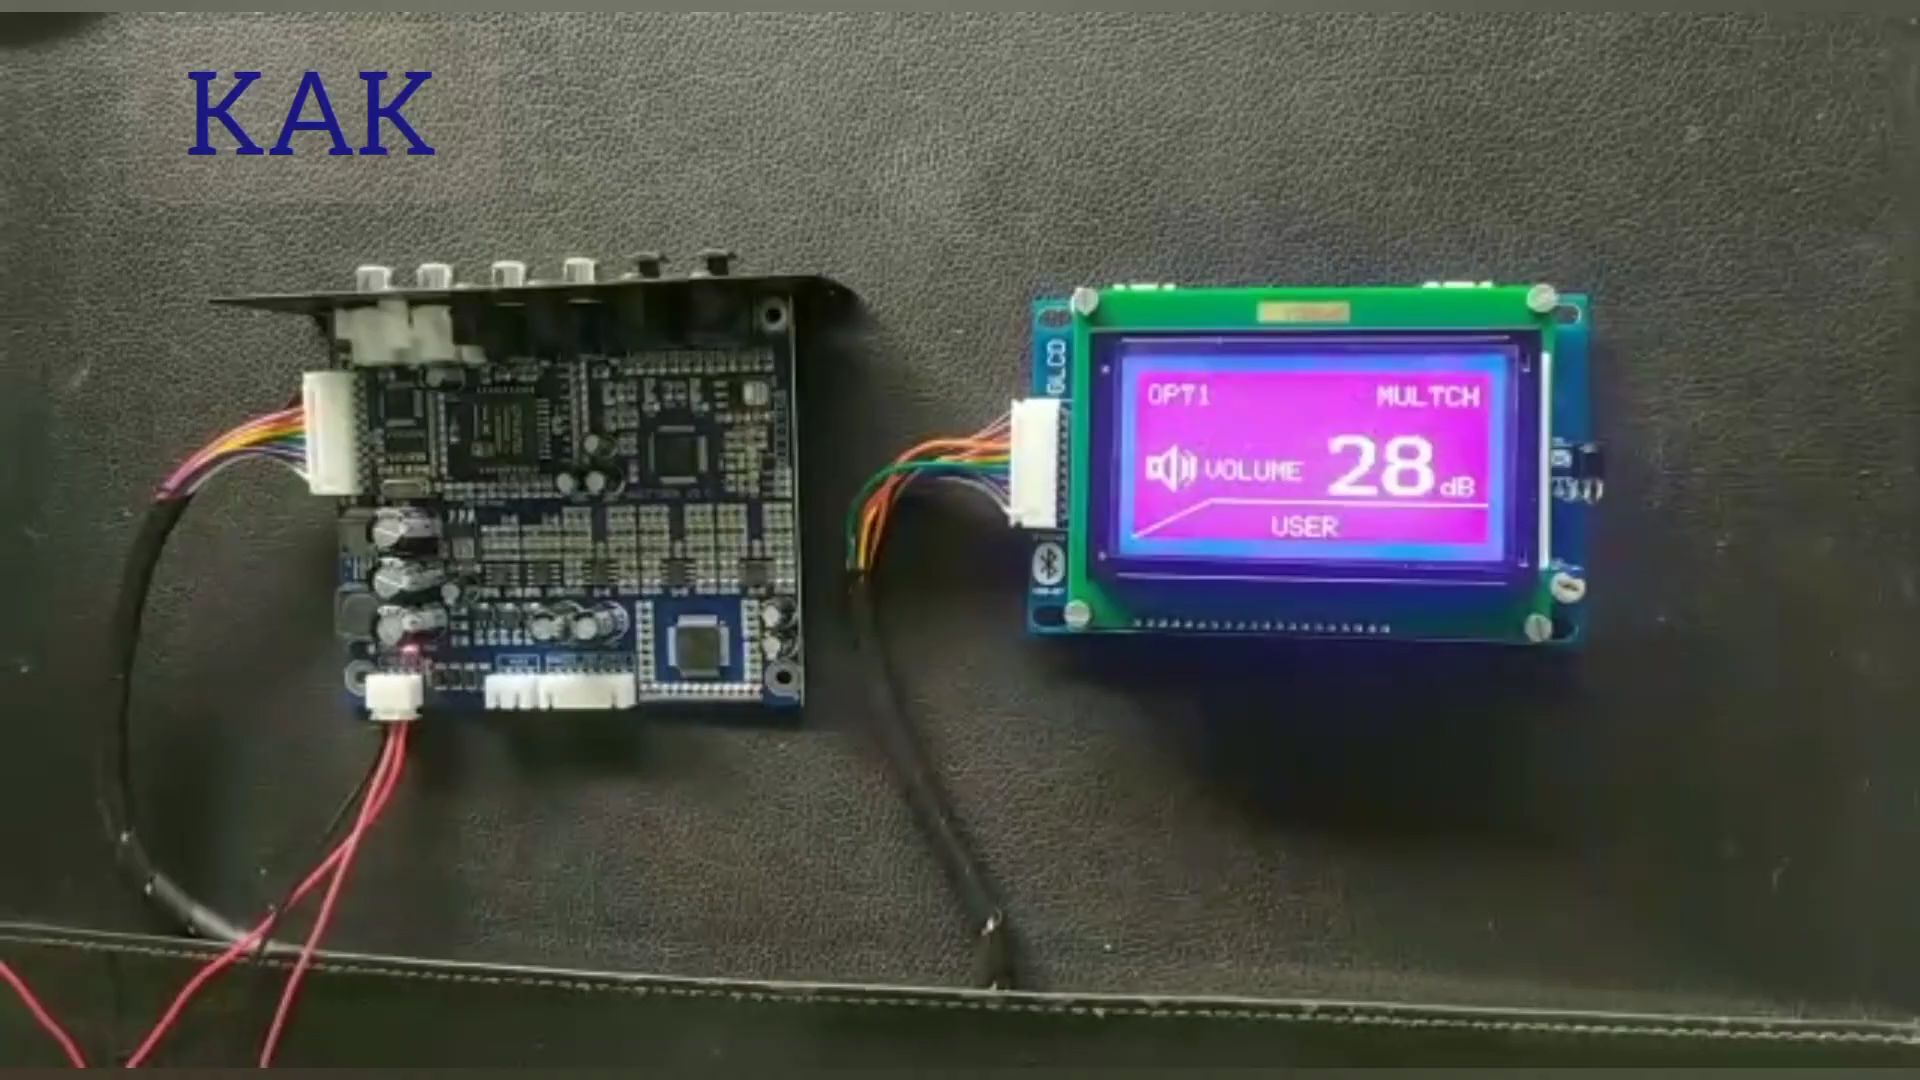 KAK
GLCD
OPT1 MULTCH
VOLUME 28 dB
USER